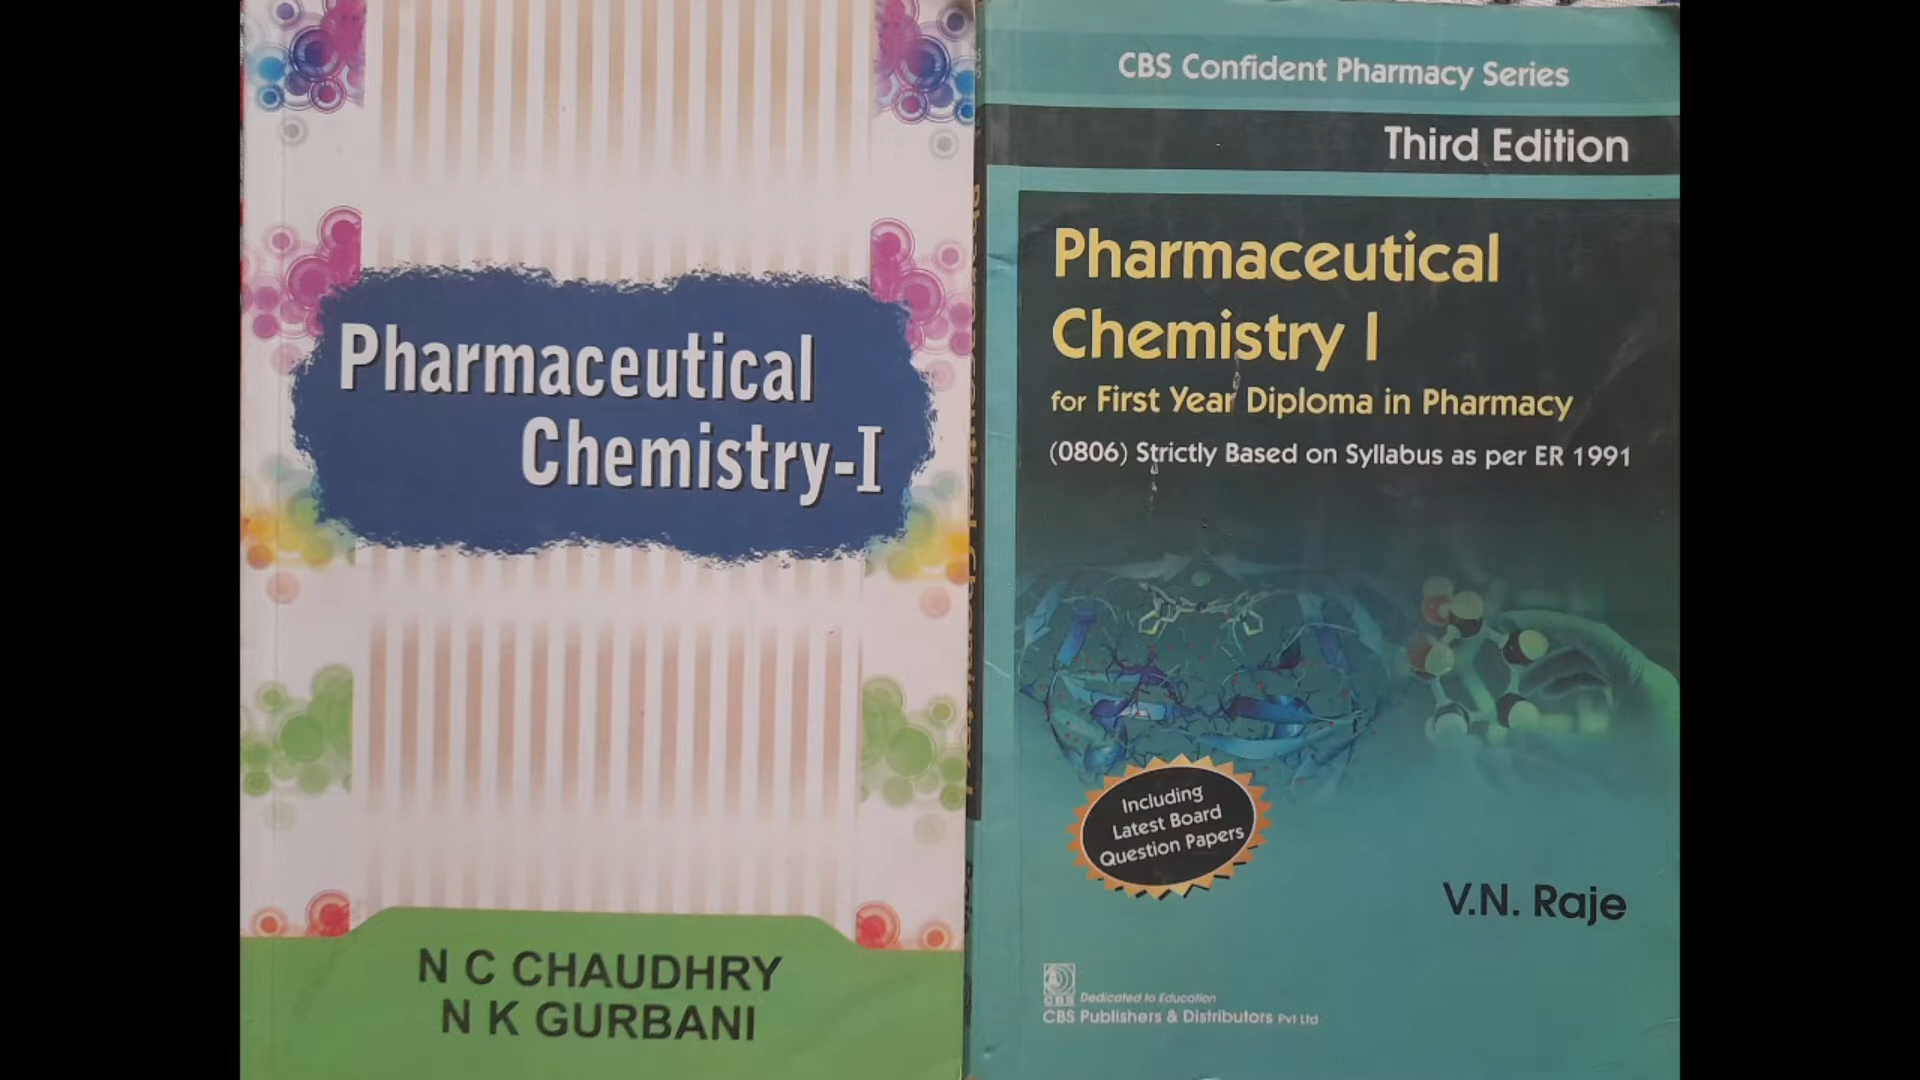 Pharmaceutical
Chemistry-I
N C CHAUDHRY
N K GURBANI
CBS Confident Pharmacy Series
Third Edition
Pharmaceutical
Chemistry I
for First Year Diploma in Pharmacy
(0806) Strictly Based on Syllabus as per ER 1991
Including
Latest Board
Question Papers
V.N. Raje
CBS
Dedicated to Education
CBS Publishers & Distributors Pvt Ltd